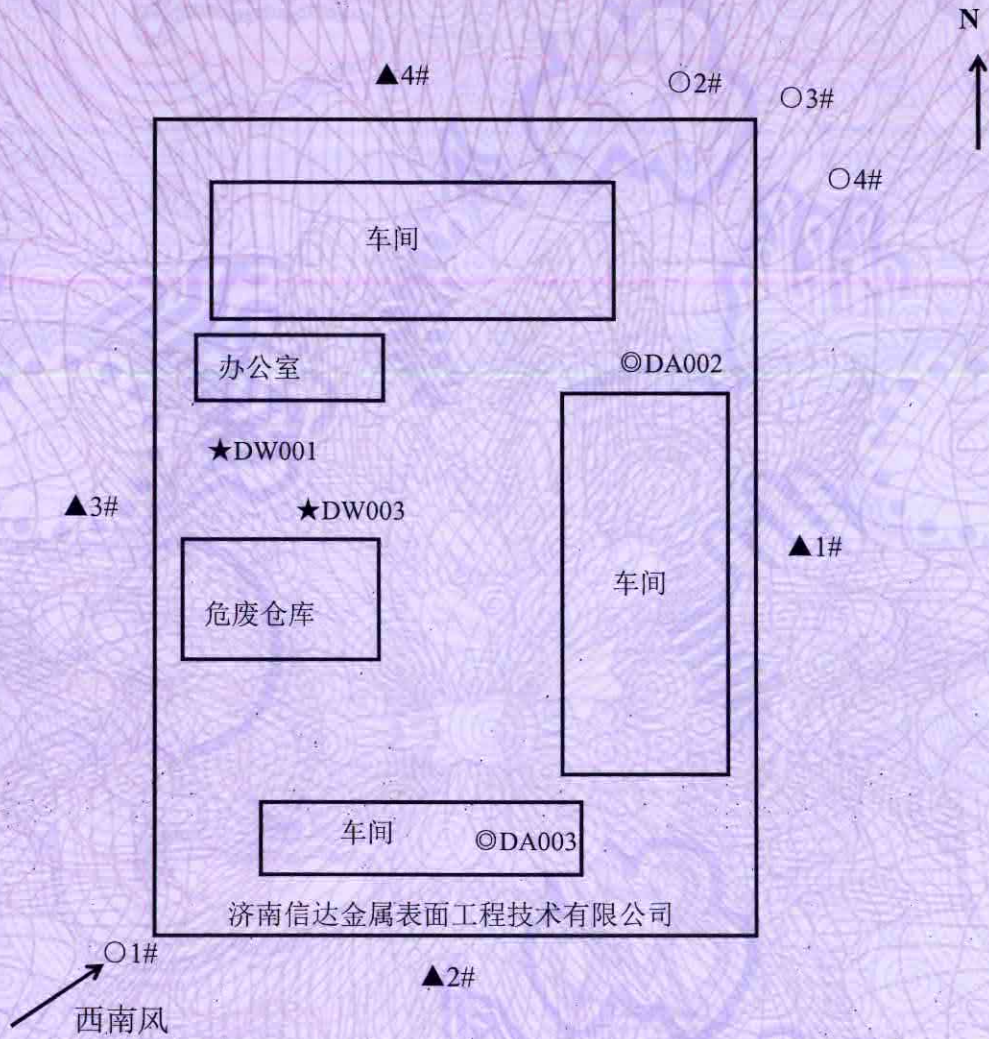 N
▲4#
○2#
○3#
○4#
车间
办公室
◎DA002
★DW001
▲3#
★DW003
▲1#
车间
危废仓库
车间
◎DA003
济南信达金属表面工程技术有限公司
○1#
▲2#
西南风